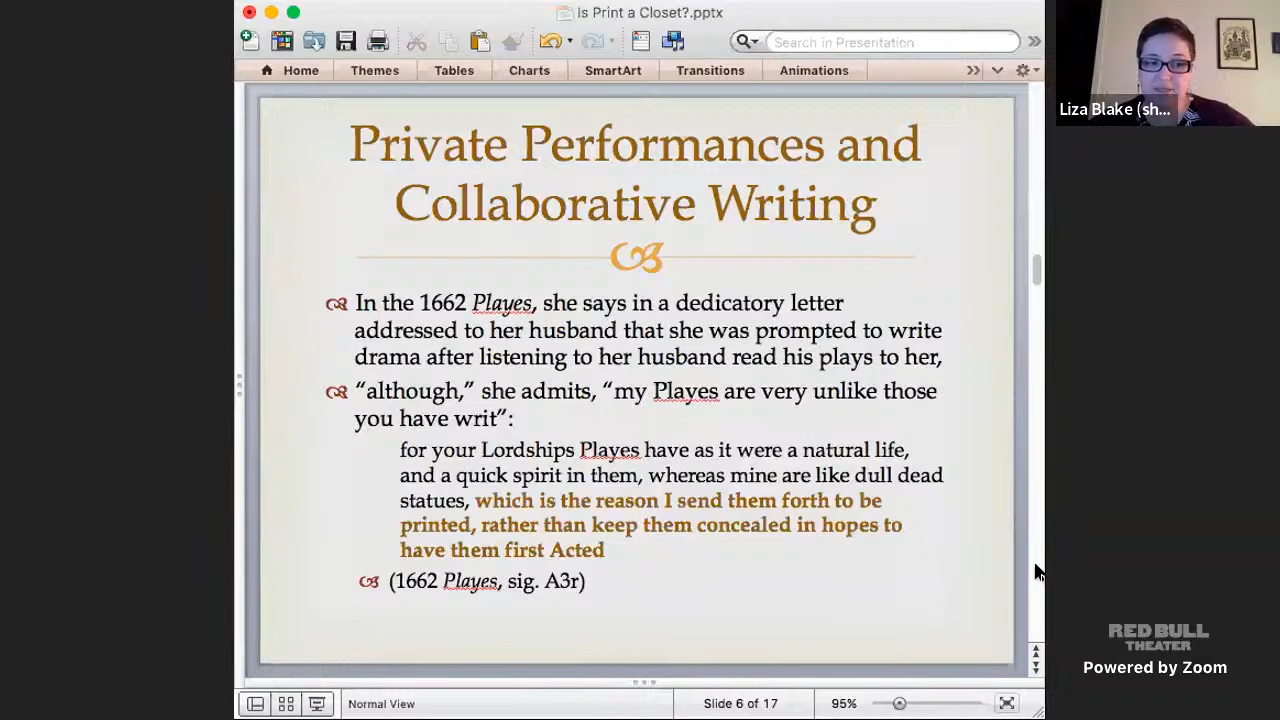 Is Print a Closet?.pptx
Search in Presentation
Home Themes Tables Charts SmartArt Transitions Animations
Liza Blake (sh...
Private Performances and
Collaborative Writing
In the 1662 Playes, she says in a dedicatory letter
addressed to her husband that she was prompted to write
drama after listening to her husband read his plays to her,
“although,” she admits, “my Playes are very unlike those
you have writ”:
for your Lordships Playes have as it were a natural life,
and a quick spirit in them, whereas mine are like dull dead
statues, which is the reason I send them forth to be
printed, rather than keep them concealed in hopes to
have them first Acted
(1662 Playes, sig. A3r)
RED BULL
THEATER
Powered by Zoom
Normal View Slide 6 of 17 95%